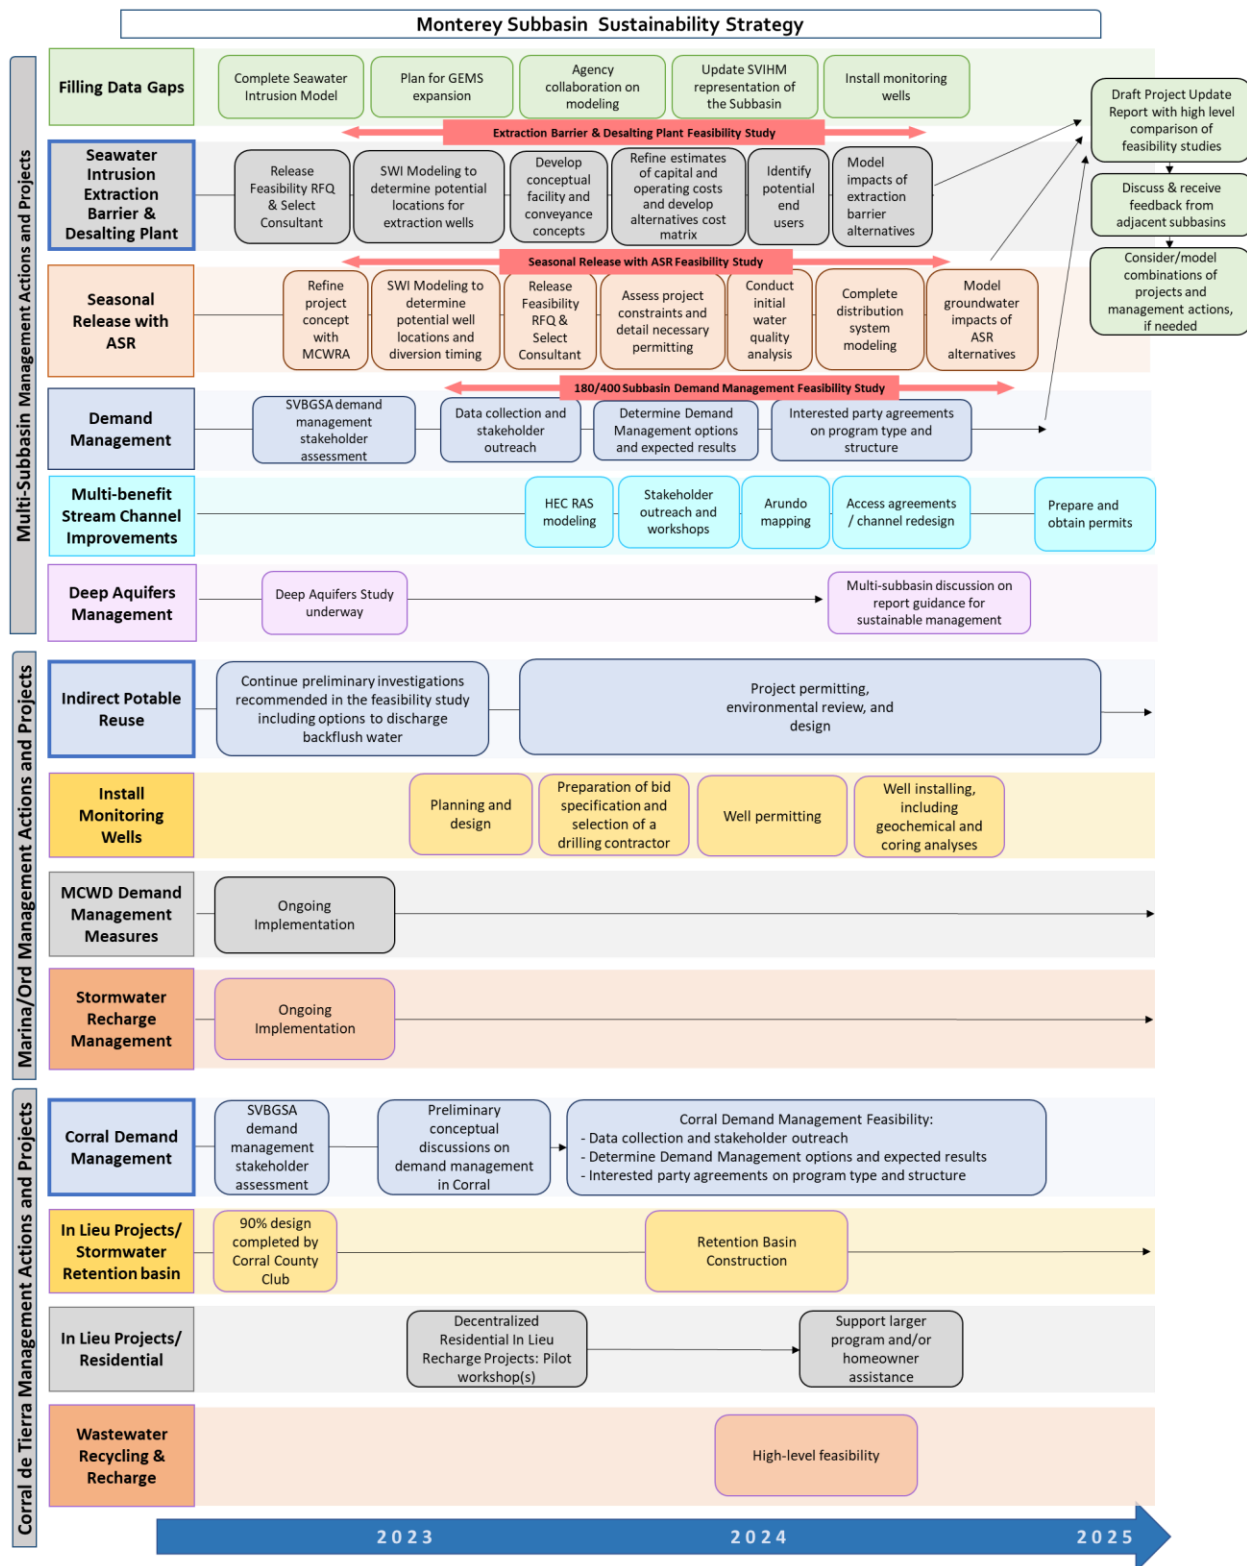 Monterey Subbasin Sustainability Strategy
Multi-Subbasin Management Actions and Projects
Filling Data Gaps
Complete Seawater
Intrusion Model
Plan for GEMS
expansion
Agency
collaboration on
modeling
Update SVIHM
representation of
the Subbasin
Install monitoring
wells
Draft Project Update
Report with high level
comparison of
feasibility studies
Discuss & receive
feedback from
adjacent subbasins
Consider/model
combinations of
projects and
management actions,
if needed
Extraction Barrier & Desalting Plant Feasibility Study
Seawater
Intrusion
Extraction
Barrier &
Desalting Plant
Release
Feasibility RFQ
& Select
Consultant
SWI Modeling to
determine potential
locations for
extraction wells
Develop
conceptual
facility and
conveyance
concepts
Refine estimates
of capital and
operating costs
and develop
alternatives cost
matrix
Identify
potential
end
users
Model
impacts of
extraction
barrier
alternatives
Seasonal Release with ASR Feasibility Study
Seasonal
Release with
ASR
Refine
project
concept
with
MCWRA
SWI Modeling to
determine
potential well
locations and
diversion timing
Release
Feasibility
RFQ &
Select
Consultant
Assess project
constraints and
detail necessary
permitting
Conduct
initial
water
quality
analysis
Complete
distribution
system
modeling
Model
groundwater
impacts of
ASR
alternatives
180/400 Subbasin Demand Management Feasibility Study
Demand
Management
SVBGSA demand
management
stakeholder
assessment
Data collection and
stakeholder
outreach
Determine Demand
Management options
and expected results
Interested party agreements
on program type and
structure
Multi-benefit
Stream Channel
Improvements
HEC RAS
modeling
Stakeholder
outreach and
workshops
Arundo
mapping
Access agreements
/ channel redesign
Prepare and
obtain permits
Deep Aquifers
Management
Deep Aquifers Study
underway
Multi-subbasin discussion on
report guidance for
sustainable management
Marina/Ord Management Actions and Projects
Indirect Potable
Reuse
Continue preliminary investigations
recommended in the feasibility study
including options to discharge
backflush water
Project permitting,
environmental review, and
design
Install
Monitoring
Wells
Planning and
design
Preparation of bid
specification and
selection of a
drilling contractor
Well permitting
Well installing,
including
geochemical and
coring analyses
MCWD Demand
Management
Measures
Ongoing
Implementation
Stormwater
Recharge
Management
Ongoing
Implementation
Corral de Tierra Management Actions and Projects
Corral Demand
Management
SVBGSA
demand
management
stakeholder
assessment
Preliminary
conceptual
discussions on
demand management
in Corral
Corral Demand Management Feasibility:
- Data collection and stakeholder outreach
- Determine Demand Management options and expected results
- Interested party agreements on program type and structure
In Lieu Projects/
Stormwater
Retention basin
90% design
completed by
Corral County
Club
Retention Basin
Construction
In Lieu Projects/
Residential
Decentralized
Residential In Lieu
Recharge Projects: Pilot
workshop(s)
Support larger
program and/or
homeowner
assistance
Wastewater
Recycling &
Recharge
High-level feasibility
2023
2024
2025